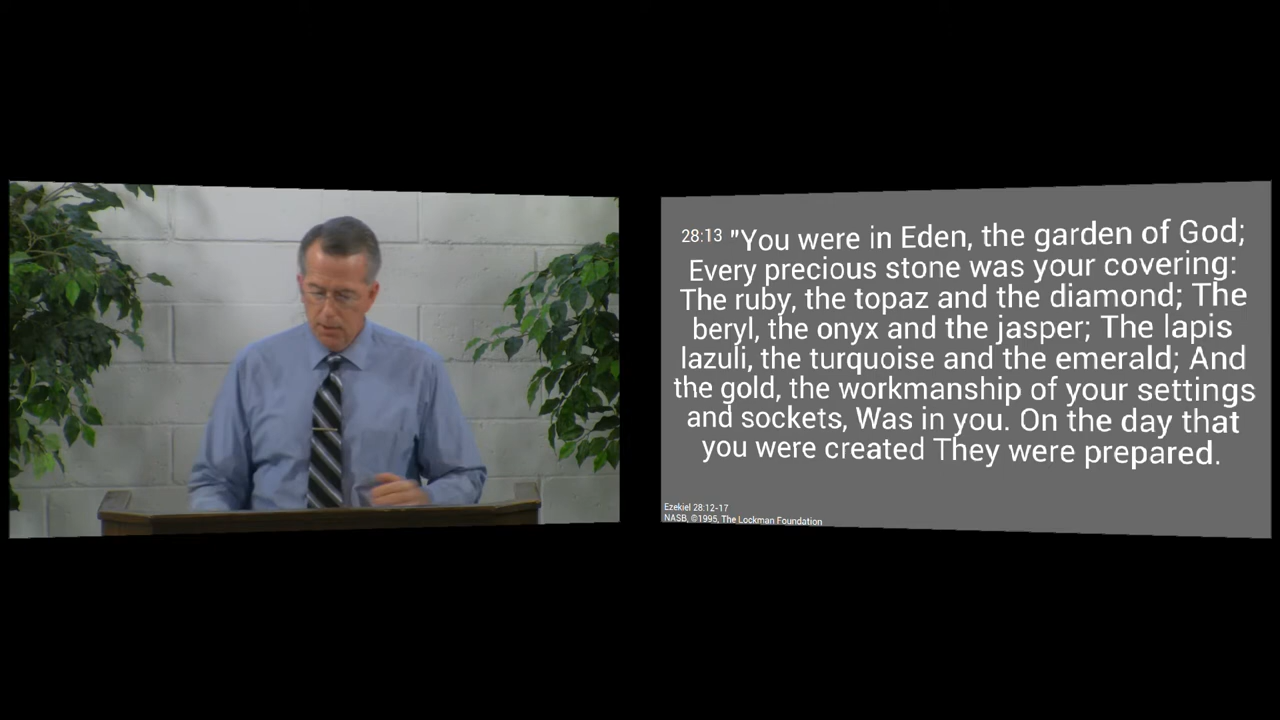 28:13 "You were in Eden, the garden of God;
Every precious stone was your covering:
The ruby, the topaz and the diamond; The
beryl, the onyx and the jasper; The lapis
lazuli, the turquoise and the emerald; And
the gold, the workmanship of your settings
and sockets, Was in you. On the day that
you were created They were prepared.
Ezekiel 28:12-17
NASB, ©1995, The Lockman Foundation